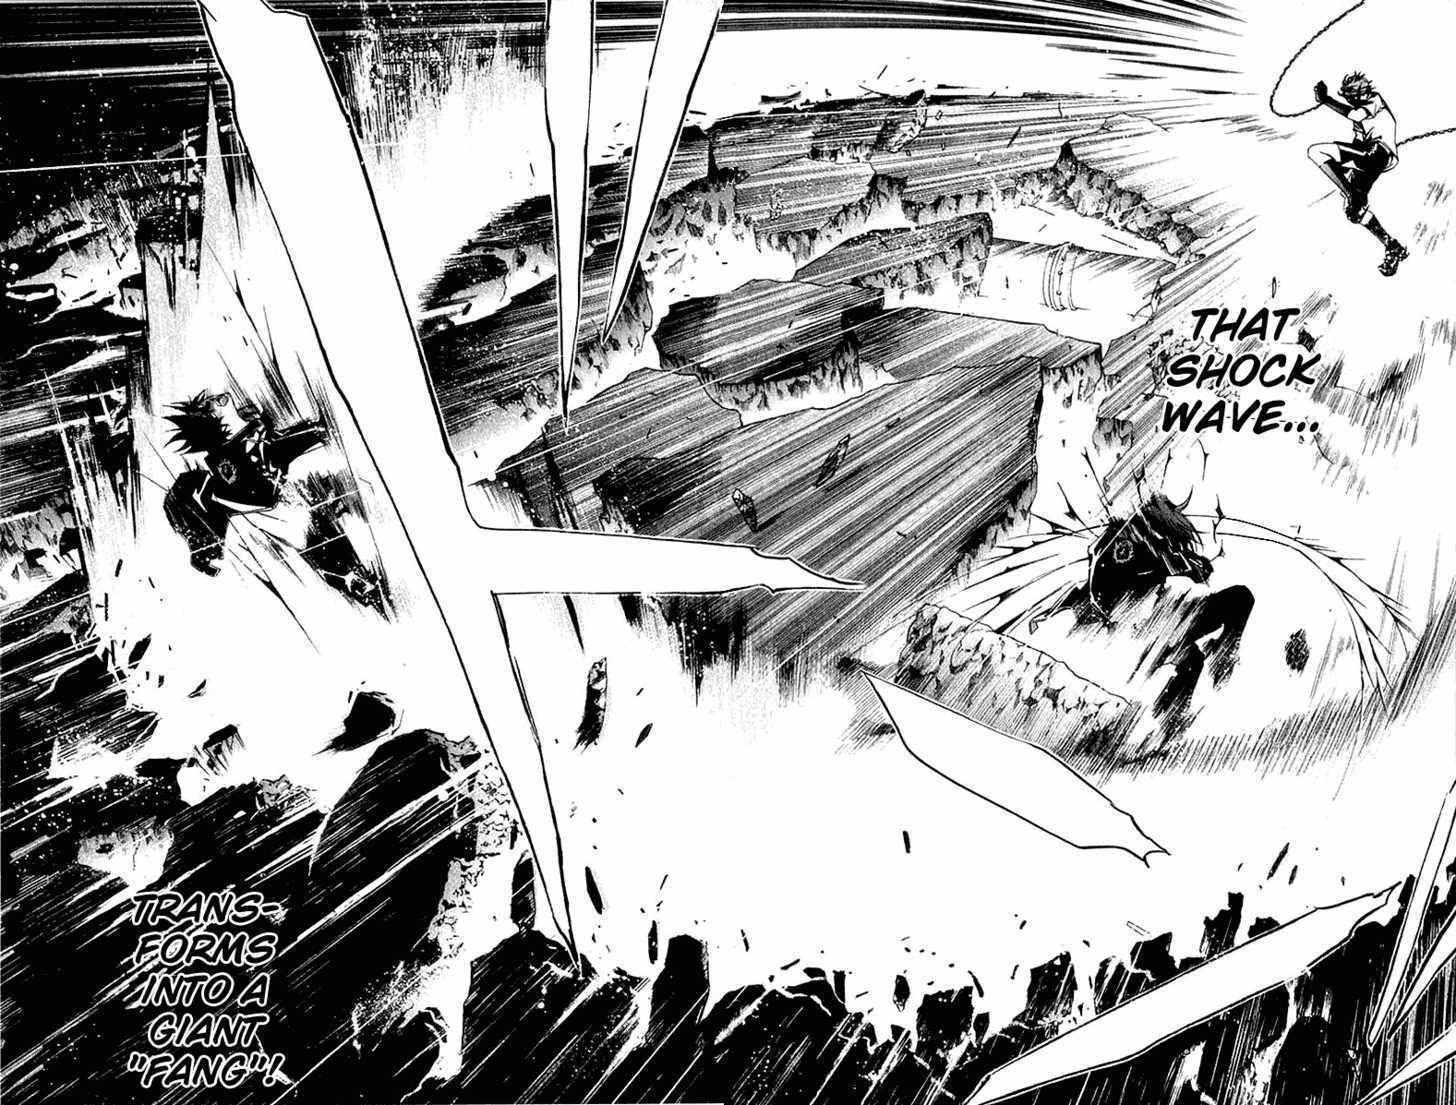 THAT
SHOCK
WAVE...
TRANS-
FORMS
INTO A
GIANT
"FANG"!